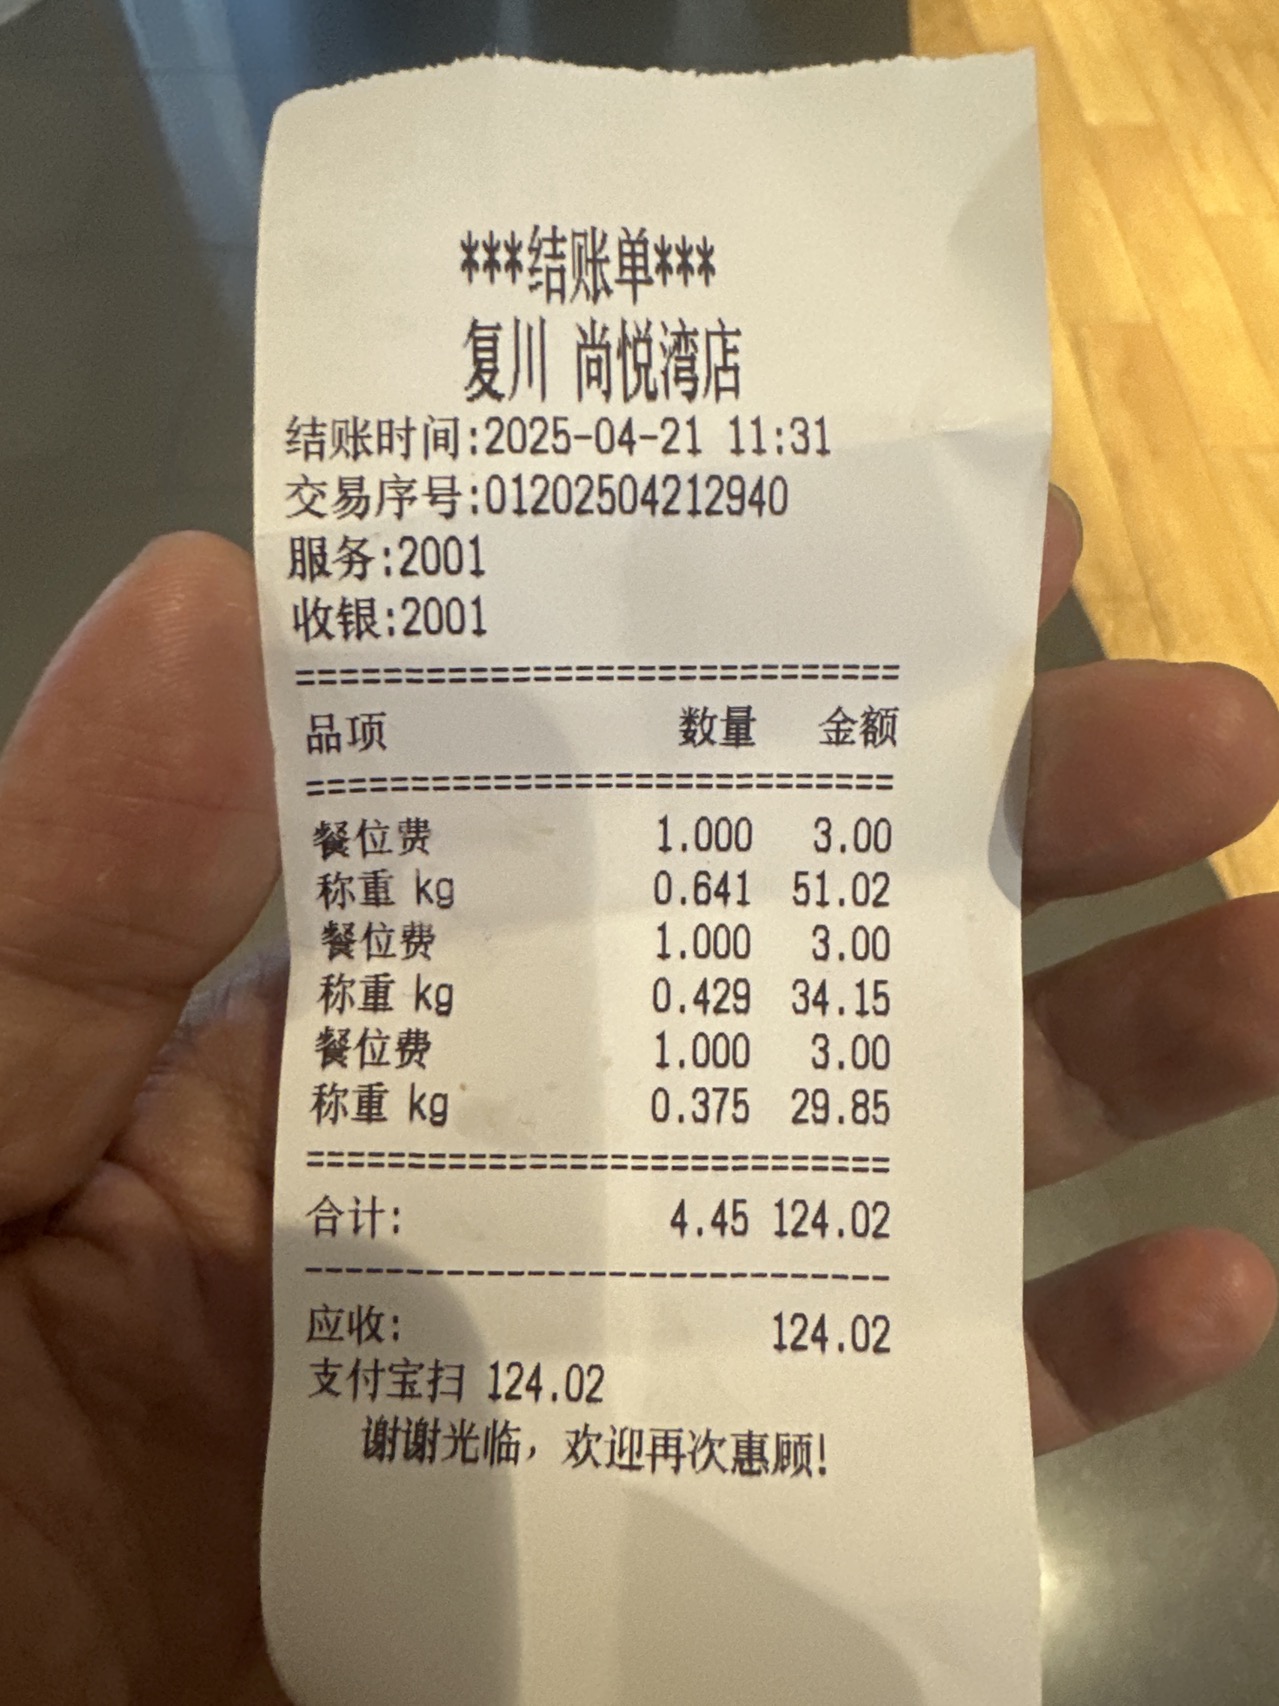 ***结账单***
复川 尚悦湾店
结账时间:2025-04-21 11:31
交易序号:01202504212940
服务:2001
收银:2001
============================
品项 数量 金额
============================
餐位费 1.000 3.00
称重 kg 0.641 51.02
餐位费 1.000 3.00
称重 kg 0.429 34.15
餐位费 1.000 3.00
称重 kg 0.375 29.85
============================
合计: 4.45 124.02
----------------------------
应收: 124.02
支付宝扫 124.02
谢谢光临，欢迎再次惠顾!